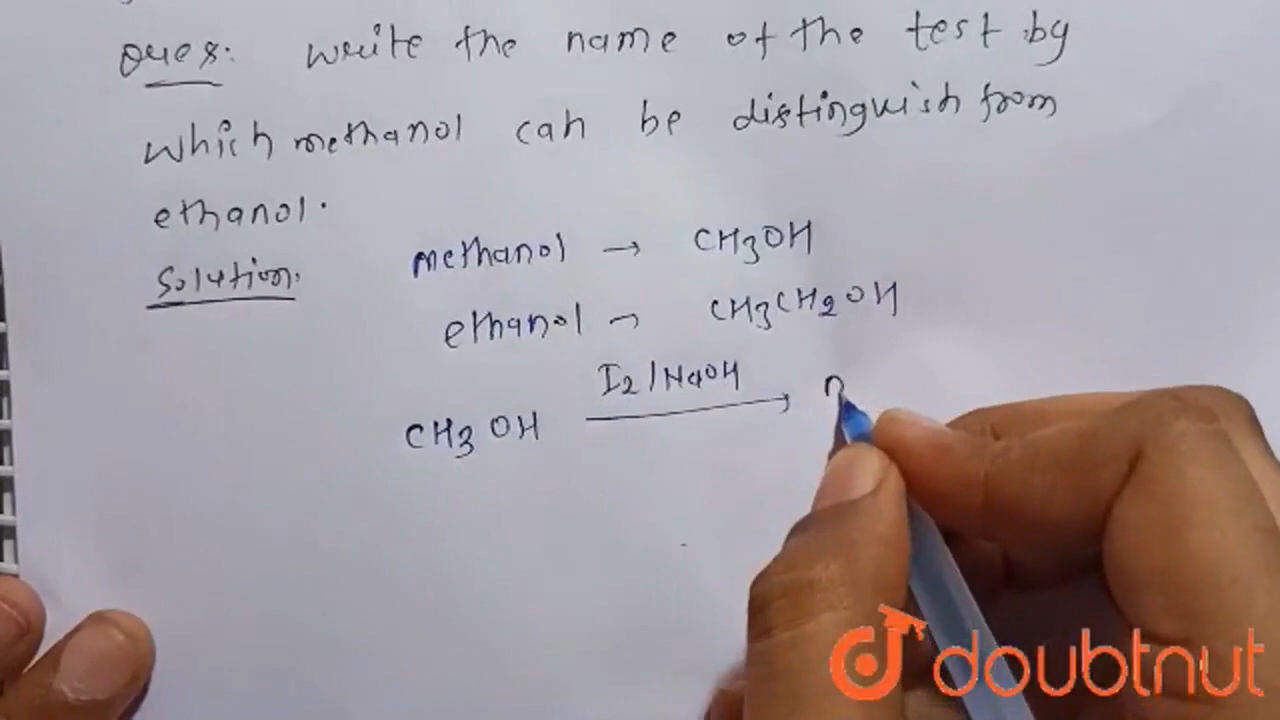 Ques: Write the name of the test by
which methanol can be distinguish from
ethanol.
Solution.
methanol → CH3OH
ethanol → CH3CH2OH
CH3OH I2/NaOH →
doubtnut